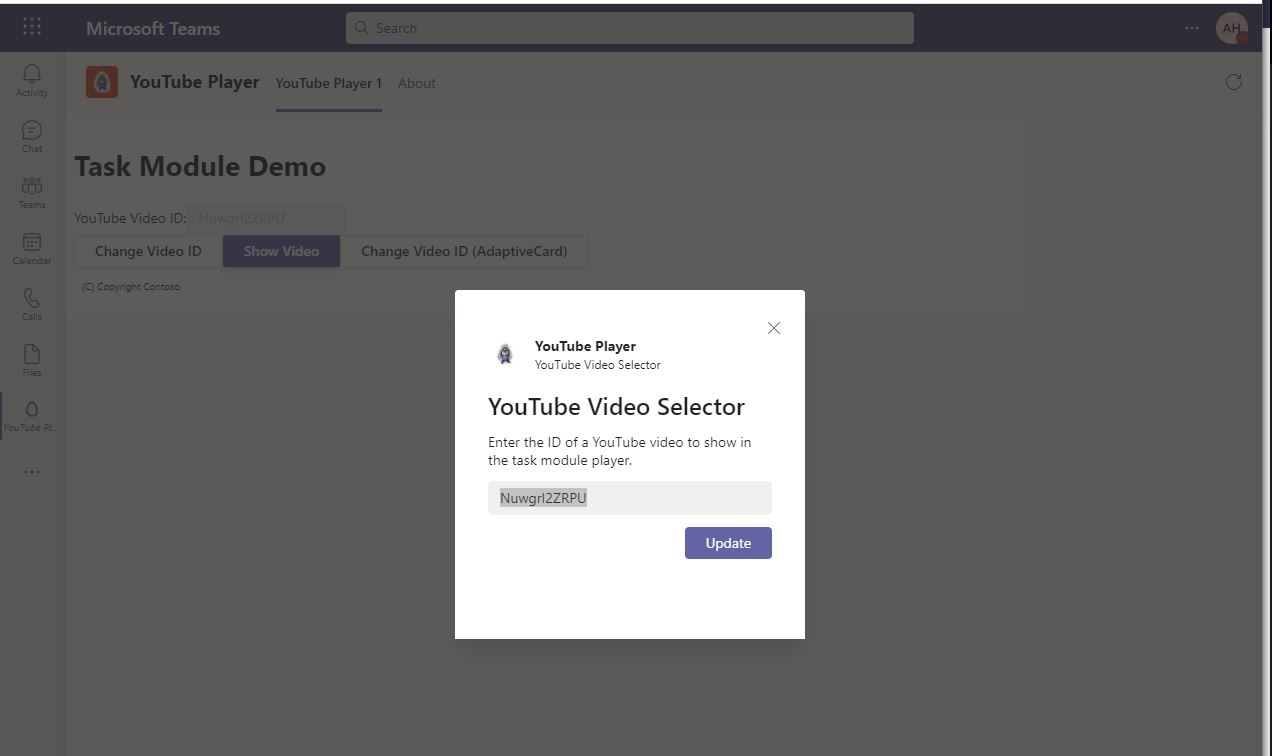 Microsoft Teams
Search
AH
Activity
Chat
Teams
Calendar
Calls
Files
YouTube Pl...
YouTube Player
YouTube Player 1
About
Task Module Demo
YouTube Video ID:
NuwgrI2ZRPU
Change Video ID
Show Video
Change Video ID (AdaptiveCard)
(C) Copyright Contoso
YouTube Player
YouTube Video Selector
YouTube Video Selector
Enter the ID of a YouTube video to show in
the task module player.
NuwgrI2ZRPU
Update